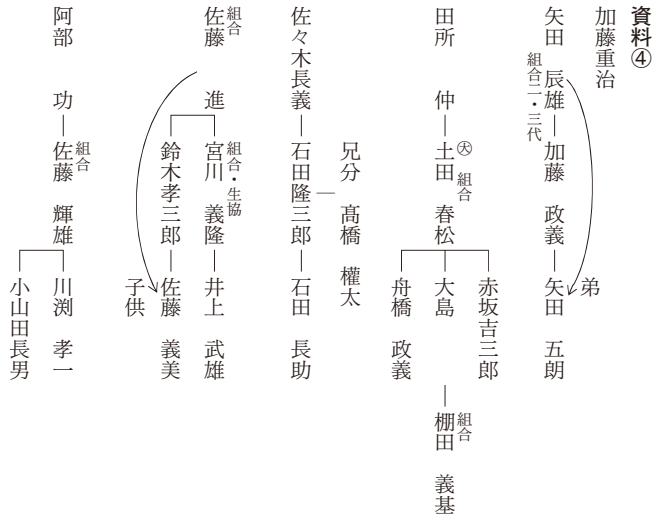 資料④
加藤重治
矢田 辰雄 加藤 政義 矢田 五朗
組合二・三代
弟
田所 仲 土田 春松
㊛ 組合
赤坂吉三郎
大島
舟橋 政義
棚田 義基
組合
兄分 髙橋 權太
佐々木長義 石田隆三郎 石田 長助
佐藤 進
組合
宮川 義隆 井上 武雄
組合・生協
鈴木孝三郎 佐藤 義美
子供
阿部 功 佐藤 輝雄
組合
川渕 孝一
小山田長男